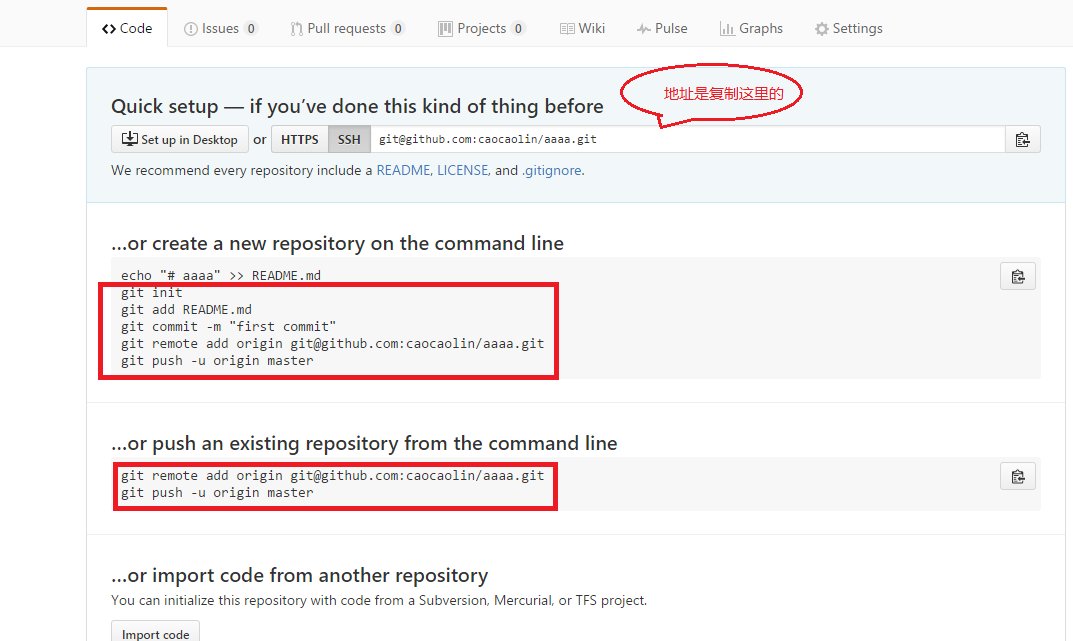 Code Issues 0 Pull requests 0 Projects 0 Wiki Pulse Graphs Settings
地址是复制这里的
Quick setup — if you’ve done this kind of thing before
Set up in Desktop or HTTPS SSH git@github.com:caocaolin/aaaa.git
We recommend every repository include a README, LICENSE, and .gitignore.
…or create a new repository on the command line
echo "# aaaa" >> README.md
git init
git add README.md
git commit -m "first commit"
git remote add origin git@github.com:caocaolin/aaaa.git
git push -u origin master
…or push an existing repository from the command line
git remote add origin git@github.com:caocaolin/aaaa.git
git push -u origin master
…or import code from another repository
You can initialize this repository with code from a Subversion, Mercurial, or TFS project.
Import code